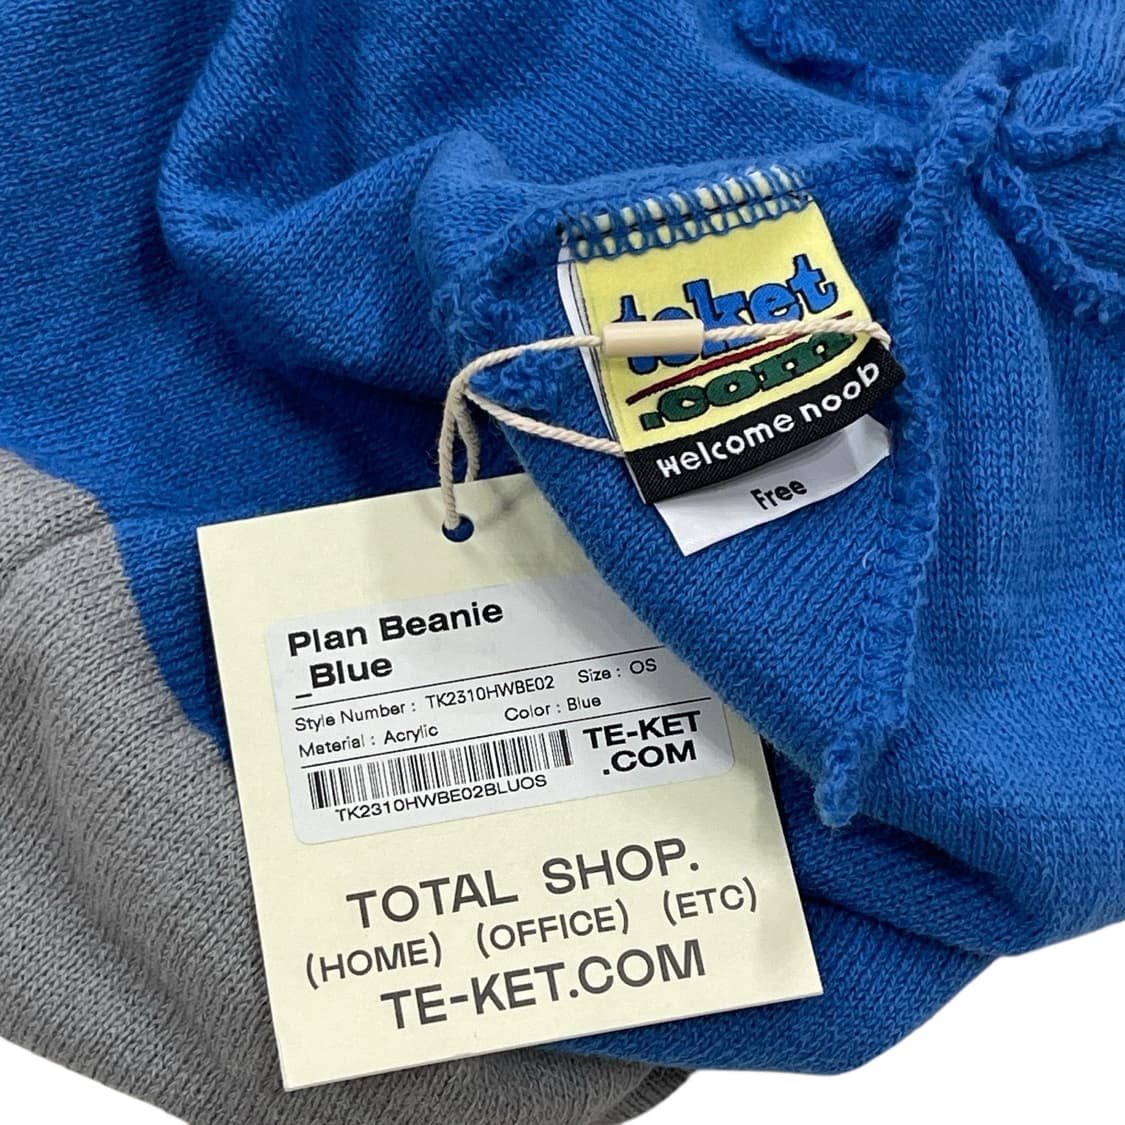 teket
.com
welcome noob
Free
Plan Beanie
_Blue
Style Number : TK2310HWBE02 Size : OS
Material : Acrylic Color : Blue
TE-KET
.COM
TK2310HWBE02BLUOS
TOTAL SHOP.
(HOME) (OFFICE) (ETC)
TE-KET.COM